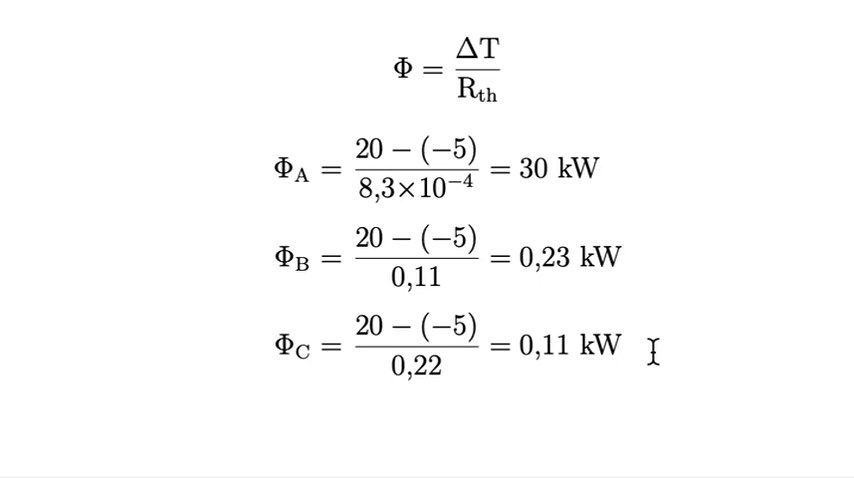 Φ = ΔT / R_th
Φ_A = 20 − (−5) / 8,3×10⁻⁴ = 30 kW
Φ_B = 20 − (−5) / 0,11 = 0,23 kW
Φ_C = 20 − (−5) / 0,22 = 0,11 kW